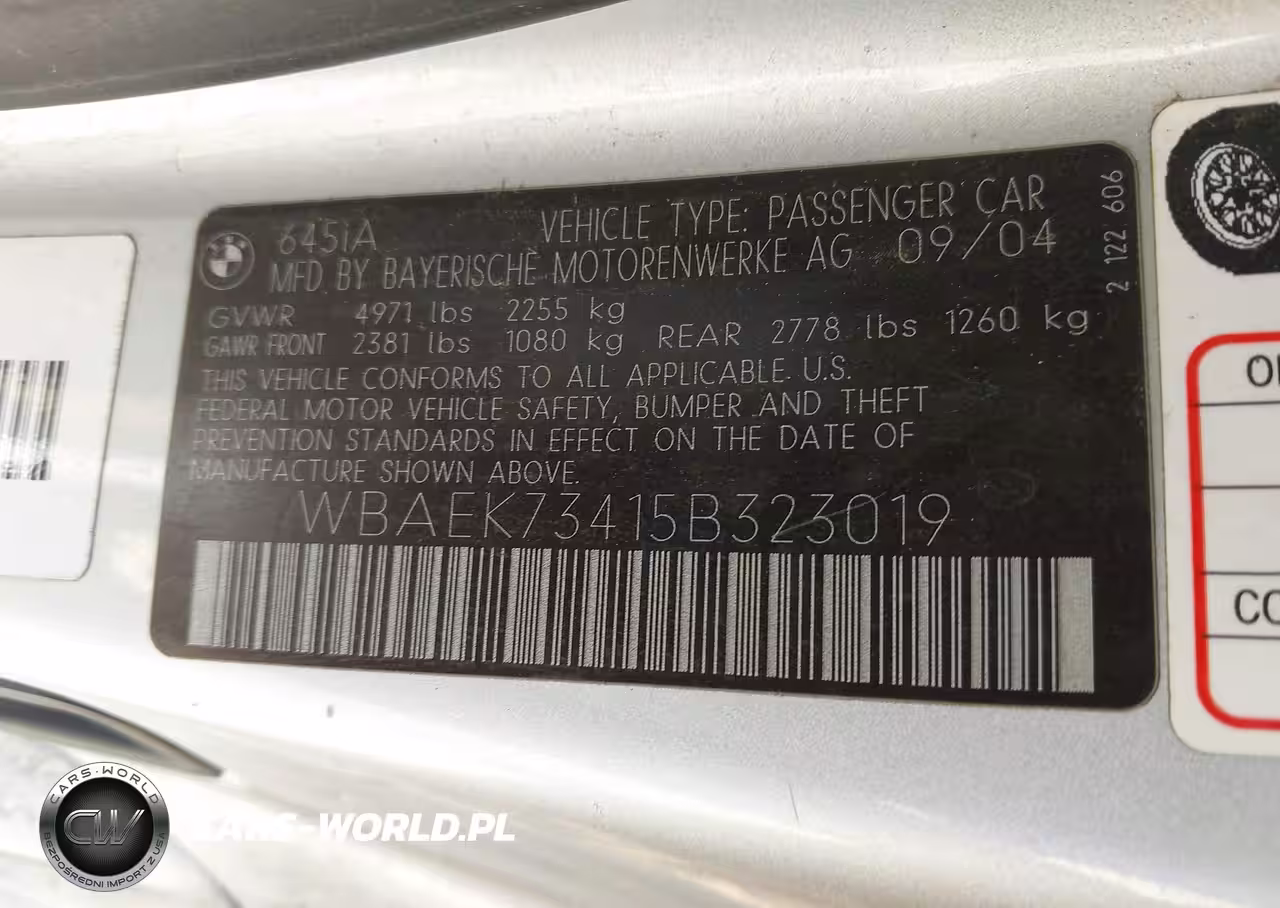 645iA VEHICLE TYPE: PASSENGER CAR
MFD. BY BAYERISCHE MOTORENWERKE AG 09/04
GVWR 4971 lbs 2255 kg
GAWR FRONT 2381 lbs 1080 kg REAR 2778 lbs 1260 kg
THIS VEHICLE CONFORMS TO ALL APPLICABLE U.S.
FEDERAL MOTOR VEHICLE SAFETY, BUMPER AND THEFT
PREVENTION STANDARDS IN EFFECT ON THE DATE OF
MANUFACTURE SHOWN ABOVE.
WBAEK73415B323019
2 122 606
CARS-WORLD
CW
BEZPOŚREDNI IMPORT Z USA
CARS-WORLD.PL